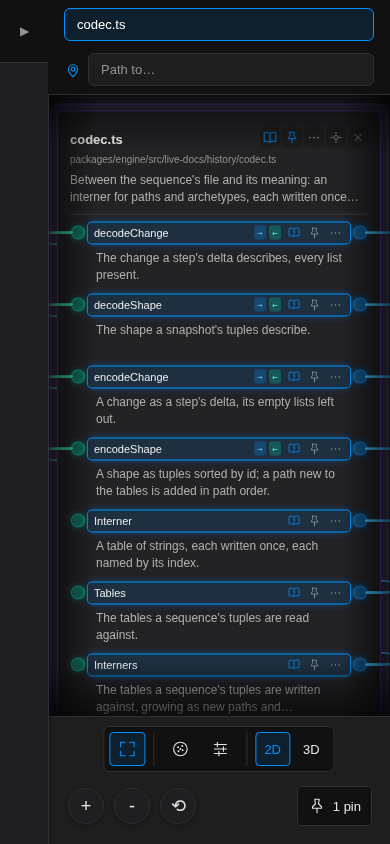 codec.ts
Path to…
codec.ts
packages/engine/src/live-docs/history/codec.ts
Between the sequence's file and its meaning: an
interner for paths and archetypes, each written once…
decodeChange
The change a step's delta describes, every list
present.
decodeShape
The shape a snapshot's tuples describe.
encodeChange
A change as a step's delta, its empty lists left
out.
encodeShape
A shape as tuples sorted by id; a path new to
the tables is added in path order.
Interner
A table of strings, each written once, each
named by its index.
Tables
The tables a sequence's tuples are read
against.
Interners
The tables a sequence's tuples are written
against, growing as new paths and…
2D
3D
+
-
1 pin